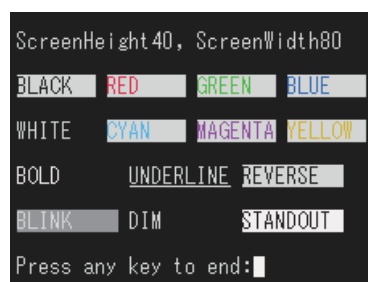 ScreenHeight40, ScreenWidth80
BLACK RED GREEN BLUE
WHITE CYAN MAGENTA YELLOW
BOLD UNDERLINE REVERSE
BLINK DIM STANDOUT
Press any key to end: